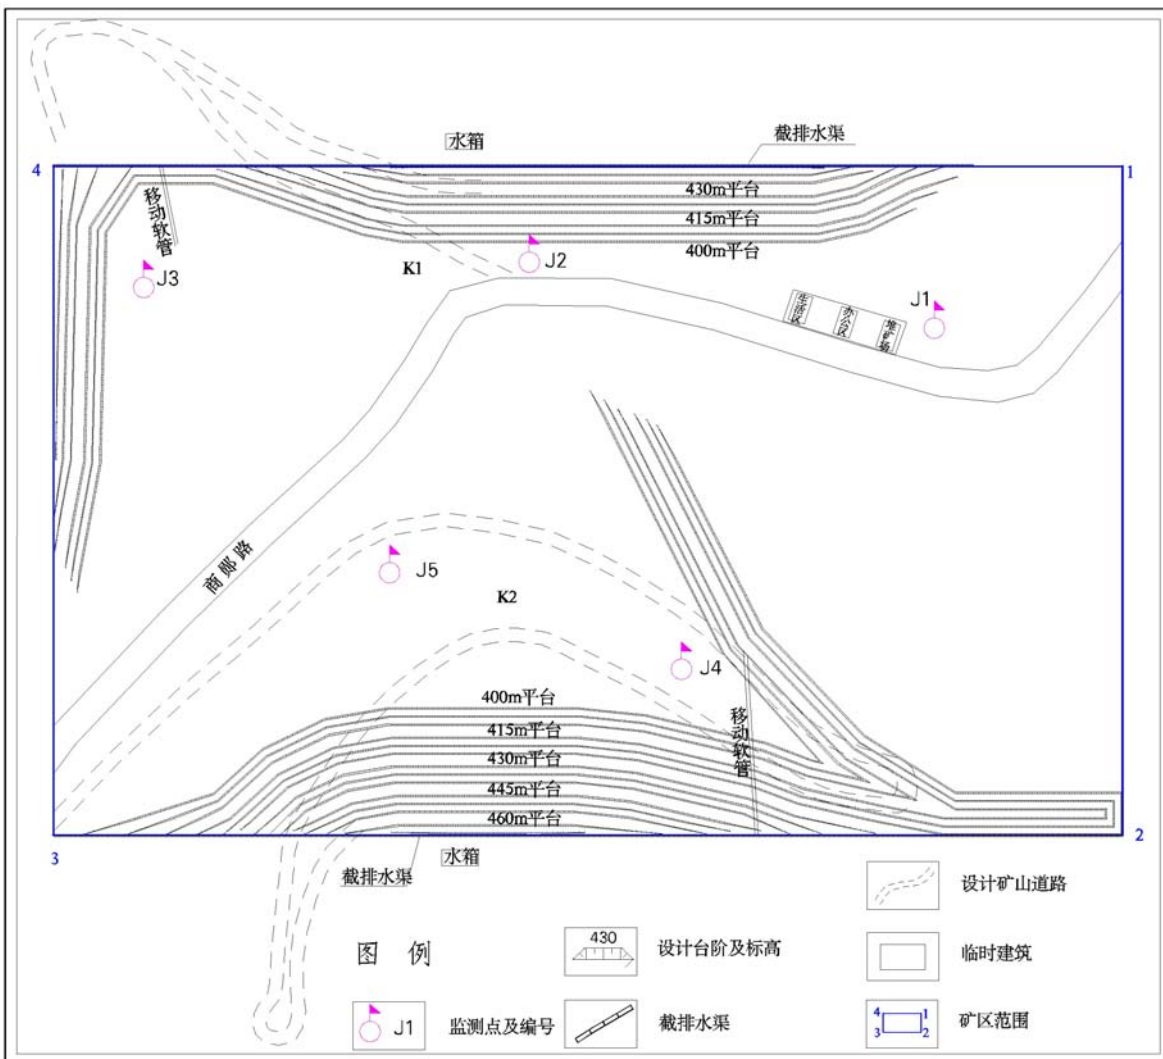 水箱
截排水渠
4
1
430m平台
415m平台
400m平台
移动软管
J3
K1
J2
J1
生活区
办公区
堆矿场
商郧路
J5
K2
J4
移动软管
400m平台
415m平台
430m平台
445m平台
460m平台
3
2
截排水渠
水箱
设计矿山道路
图 例
430
设计台阶及标高
临时建筑
J1
监测点及编号
截排水渠
4 1
3 2
矿区范围